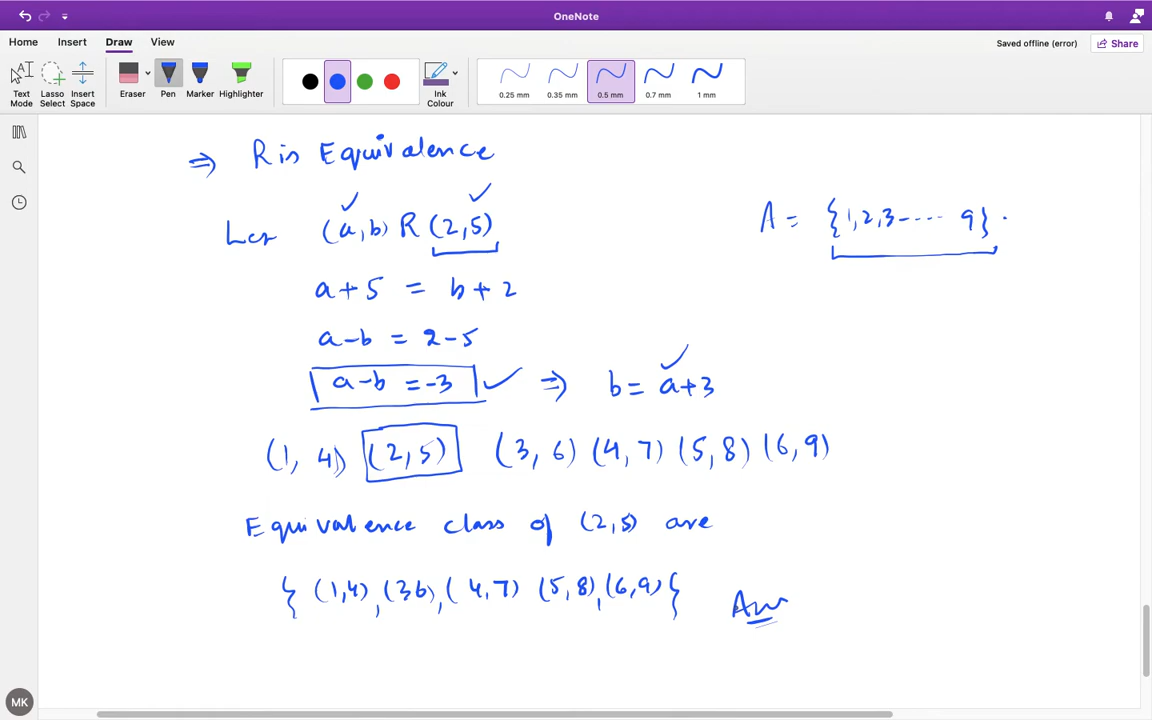 OneNote
Home Insert Draw View
Saved offline (error) Share
Text Mode Lasso Select Insert Space Eraser Pen Marker Highlighter Ink Colour 0.25 mm 0.35 mm 0.5 mm 0.7 mm 1 mm
⇒ R is Equivalence
Let (a,b) R (2,5)
A = {1,2,3---- 9}.
a+5 = b+2
a-b = 2-5
a-b = -3 ✓ ⇒ b = a+3
(1, 4) (2,5) (3, 6) (4, 7) (5, 8) (6, 9)
Equivalence class of (2,5) are
{ (1,4), (3 6), ( 4,7) (5,8), (6,9) } Ans
MK